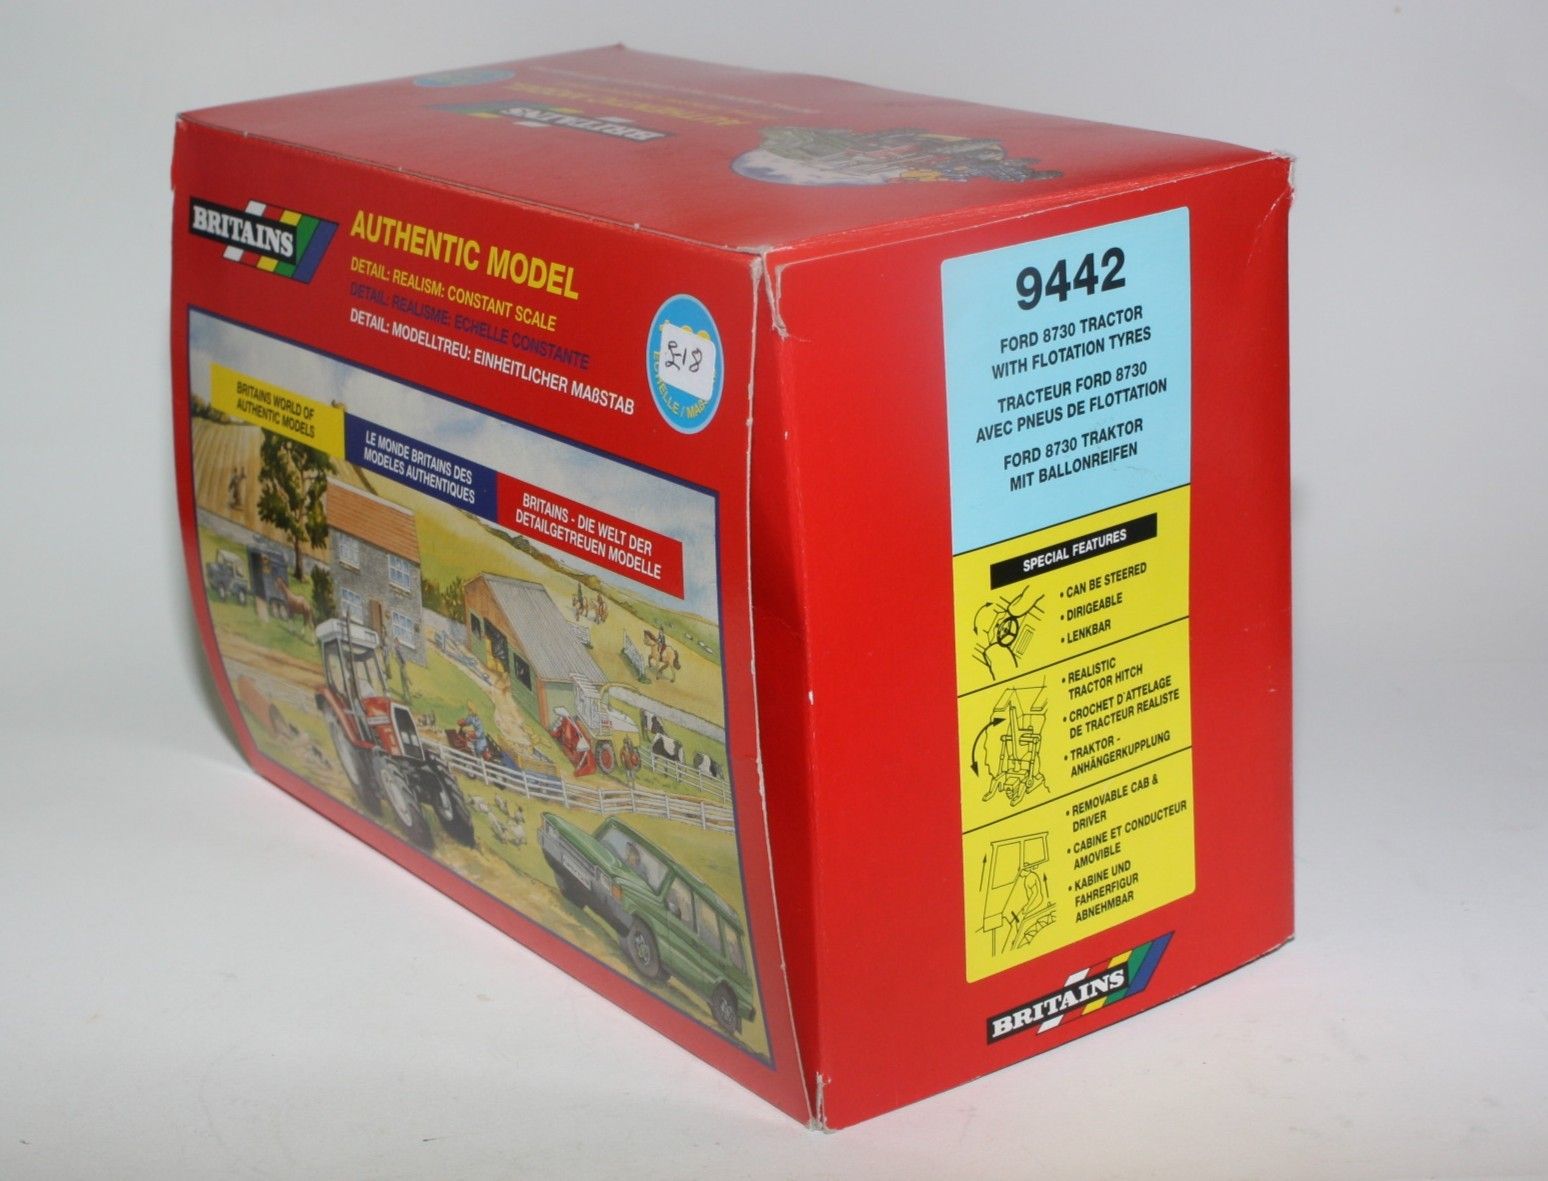 BRITAINS
AUTHENTIC MODEL
DETAIL: REALISM: CONSTANT SCALE
DETAIL: REALISME: ECHELLE CONSTANTE
DETAIL: MODELLTREU: EINHEITLICHER MAßSTAB
£18
BRITAINS WORLD OF
AUTHENTIC MODELS
LE MONDE BRITAINS DES
MODELES AUTHENTIQUES
BRITAINS - DIE WELT DER
DETAILGETREUEN MODELLE
BRITAINS
9442
FORD 8730 TRACTOR
WITH FLOTATION TYRES
TRACTEUR FORD 8730
AVEC PNEUS DE FLOTTATION
FORD 8730 TRAKTOR
MIT BALLONREIFEN
SPECIAL FEATURES
• CAN BE STEERED
• DIRIGEABLE
• LENKBAR
• REALISTIC
TRACTOR HITCH
• CROCHET D'ATTELAGE
DE TRACTEUR REALISTE
• TRAKTOR -
ANHÄNGERKUPPLUNG
• REMOVABLE CAB &
DRIVER
• CABINE ET CONDUCTEUR
AMOVIBLE
• KABINE UND
FAHRERFIGUR
ABNEHMBAR
BRITAINS